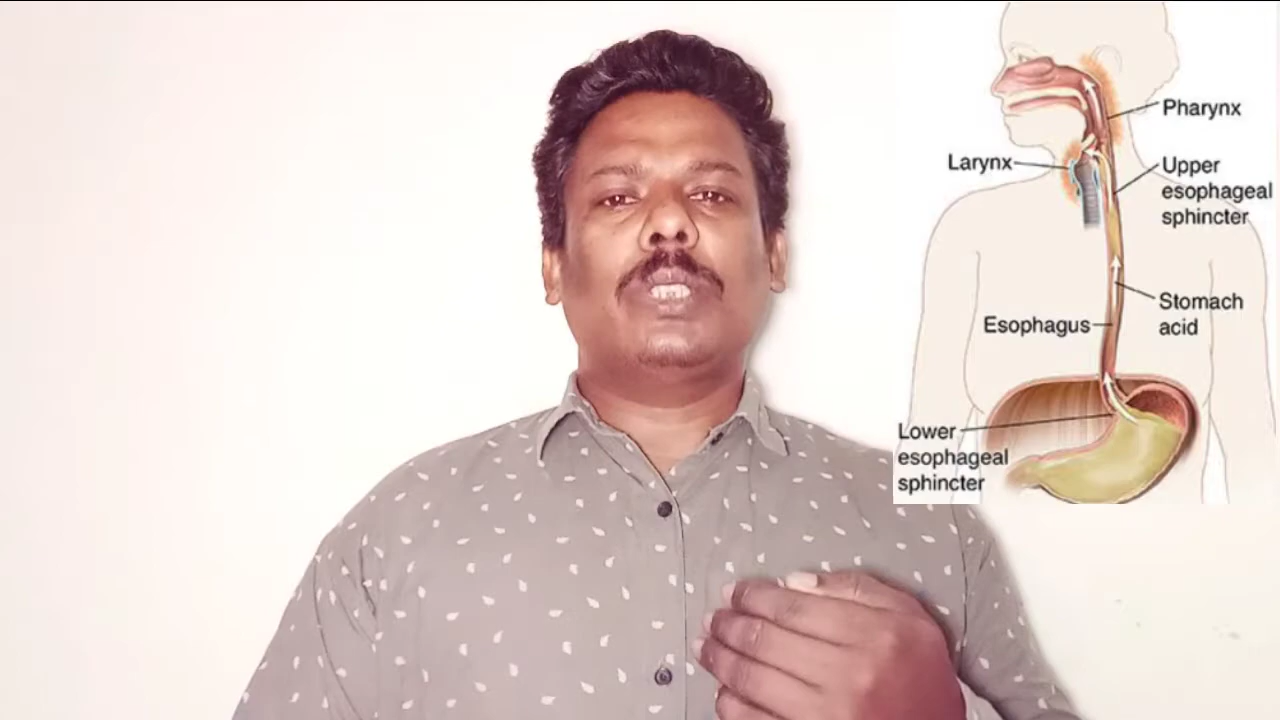 Pharynx
Larynx
Upper
esophageal
sphincter
Stomach
acid
Esophagus
Lower
esophageal
sphincter